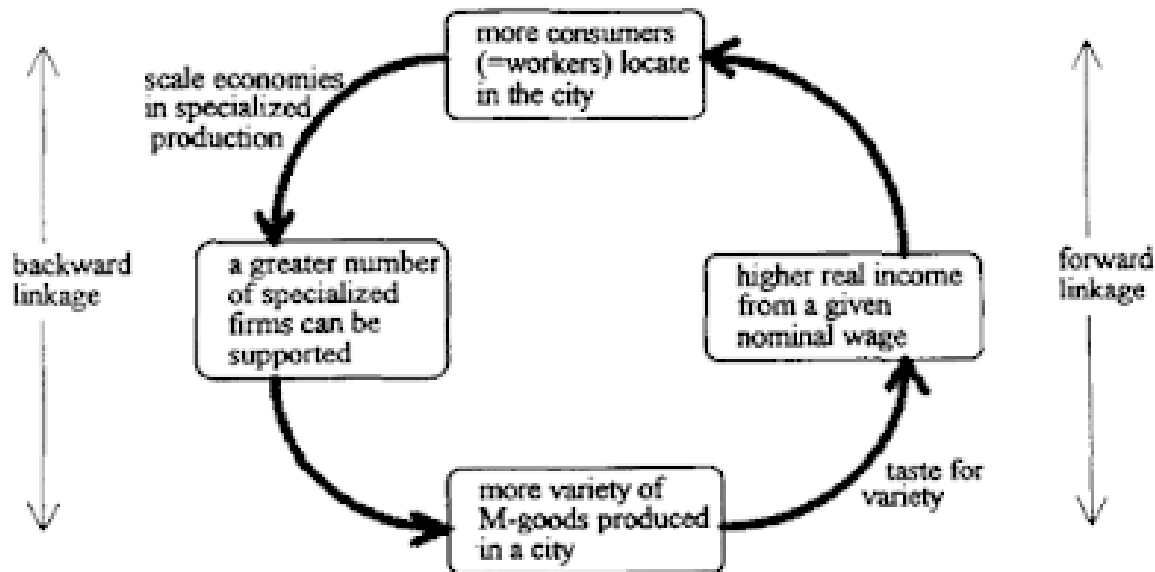 more consumers
(=workers) locate
in the city
scale economies
in specialized
production
backward
linkage
a greater number
of specialized
firms can be
supported
higher real income
from a given
nominal wage
forward
linkage
taste for
variety
more variety of
M-goods produced
in a city